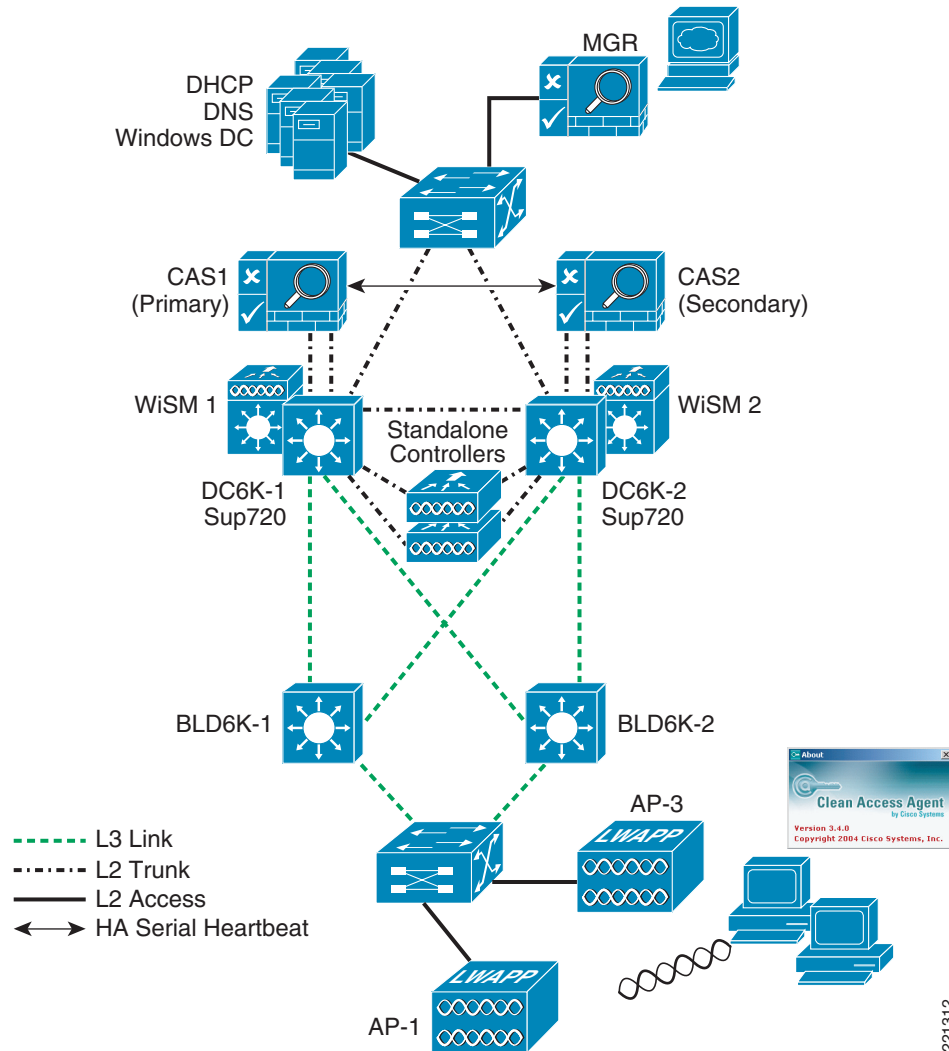 MGR
DHCP
DNS
Windows DC
CAS1
(Primary)
CAS2
(Secondary)
WiSM 1
WiSM 2
Standalone
Controllers
DC6K-1
Sup720
DC6K-2
Sup720
BLD6K-1
BLD6K-2
About
Clean Access Agent
by Cisco Systems
Version 3.4.0
Copyright 2004 Cisco Systems, Inc.
AP-3
LWAPP
L3 Link
L2 Trunk
L2 Access
HA Serial Heartbeat
LWAPP
AP-1
221312